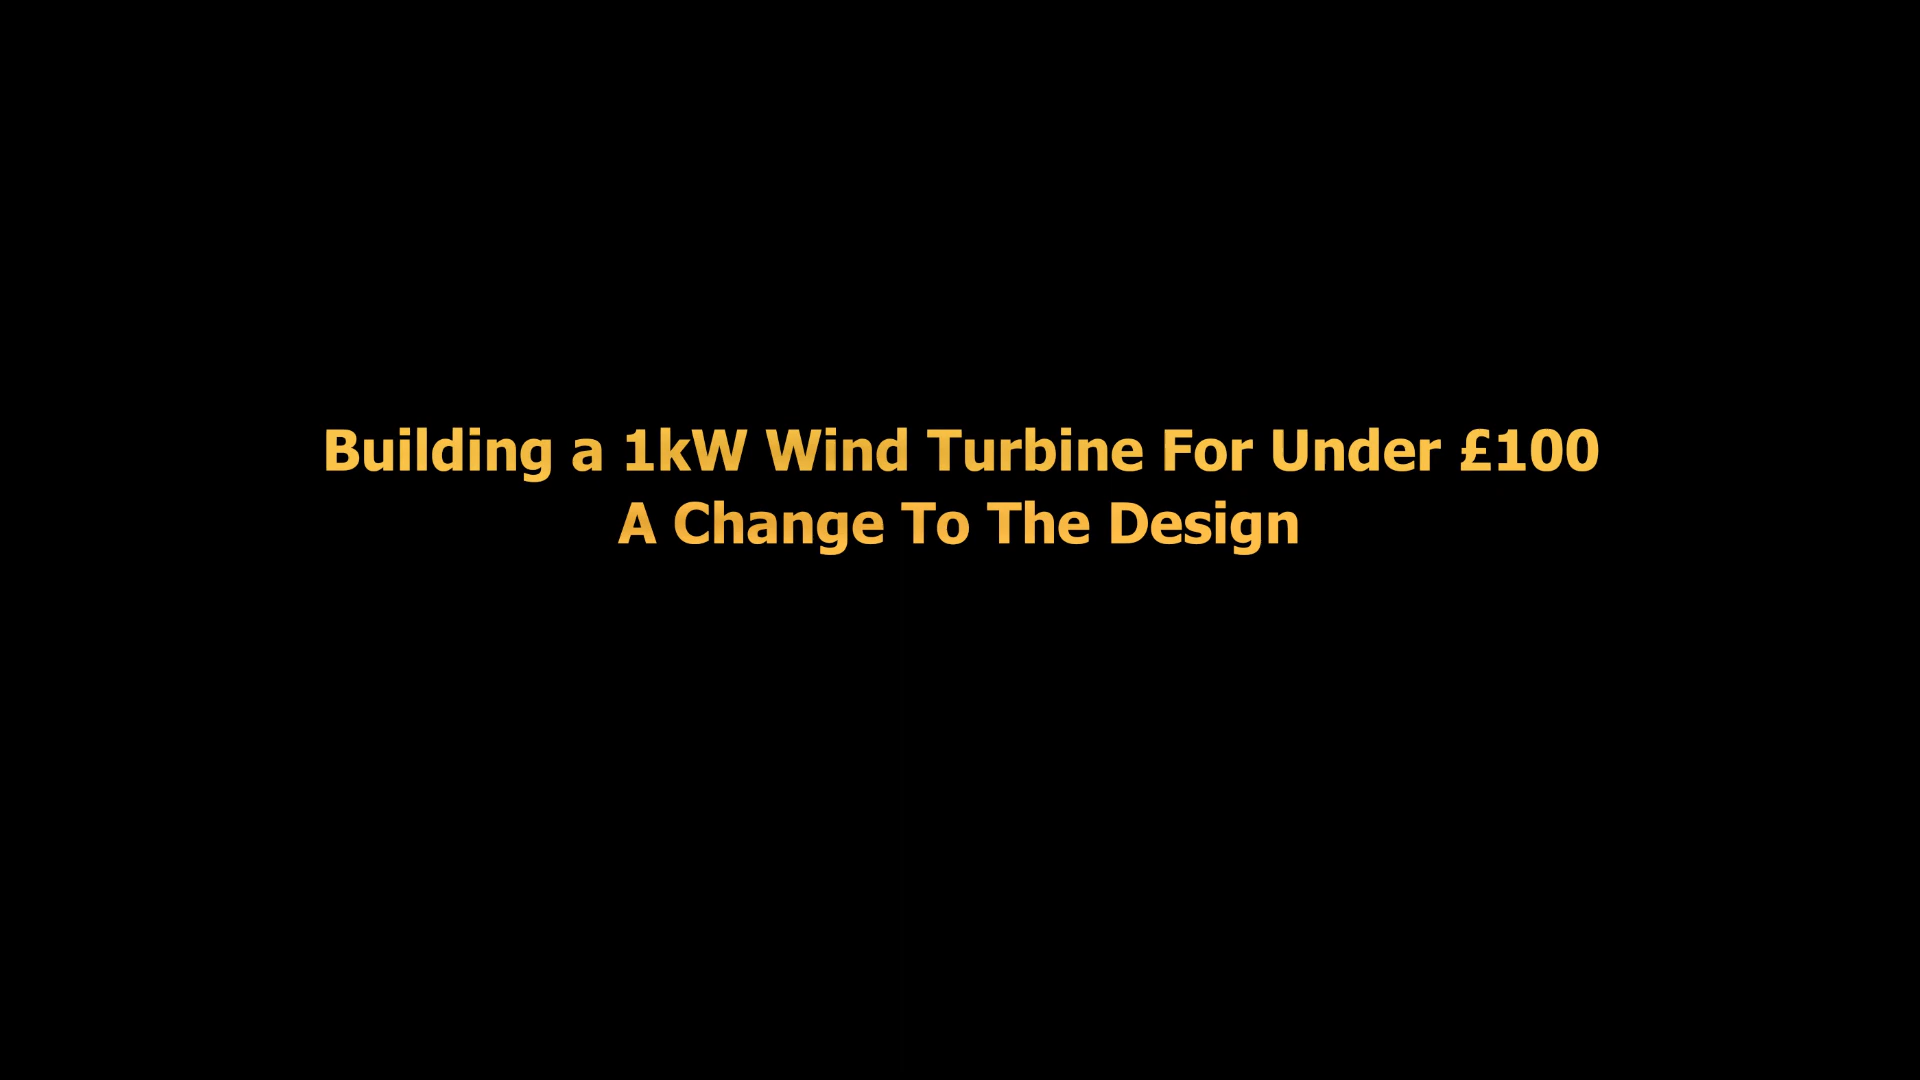 Building a 1kW Wind Turbine For Under £100
A Change To The Design